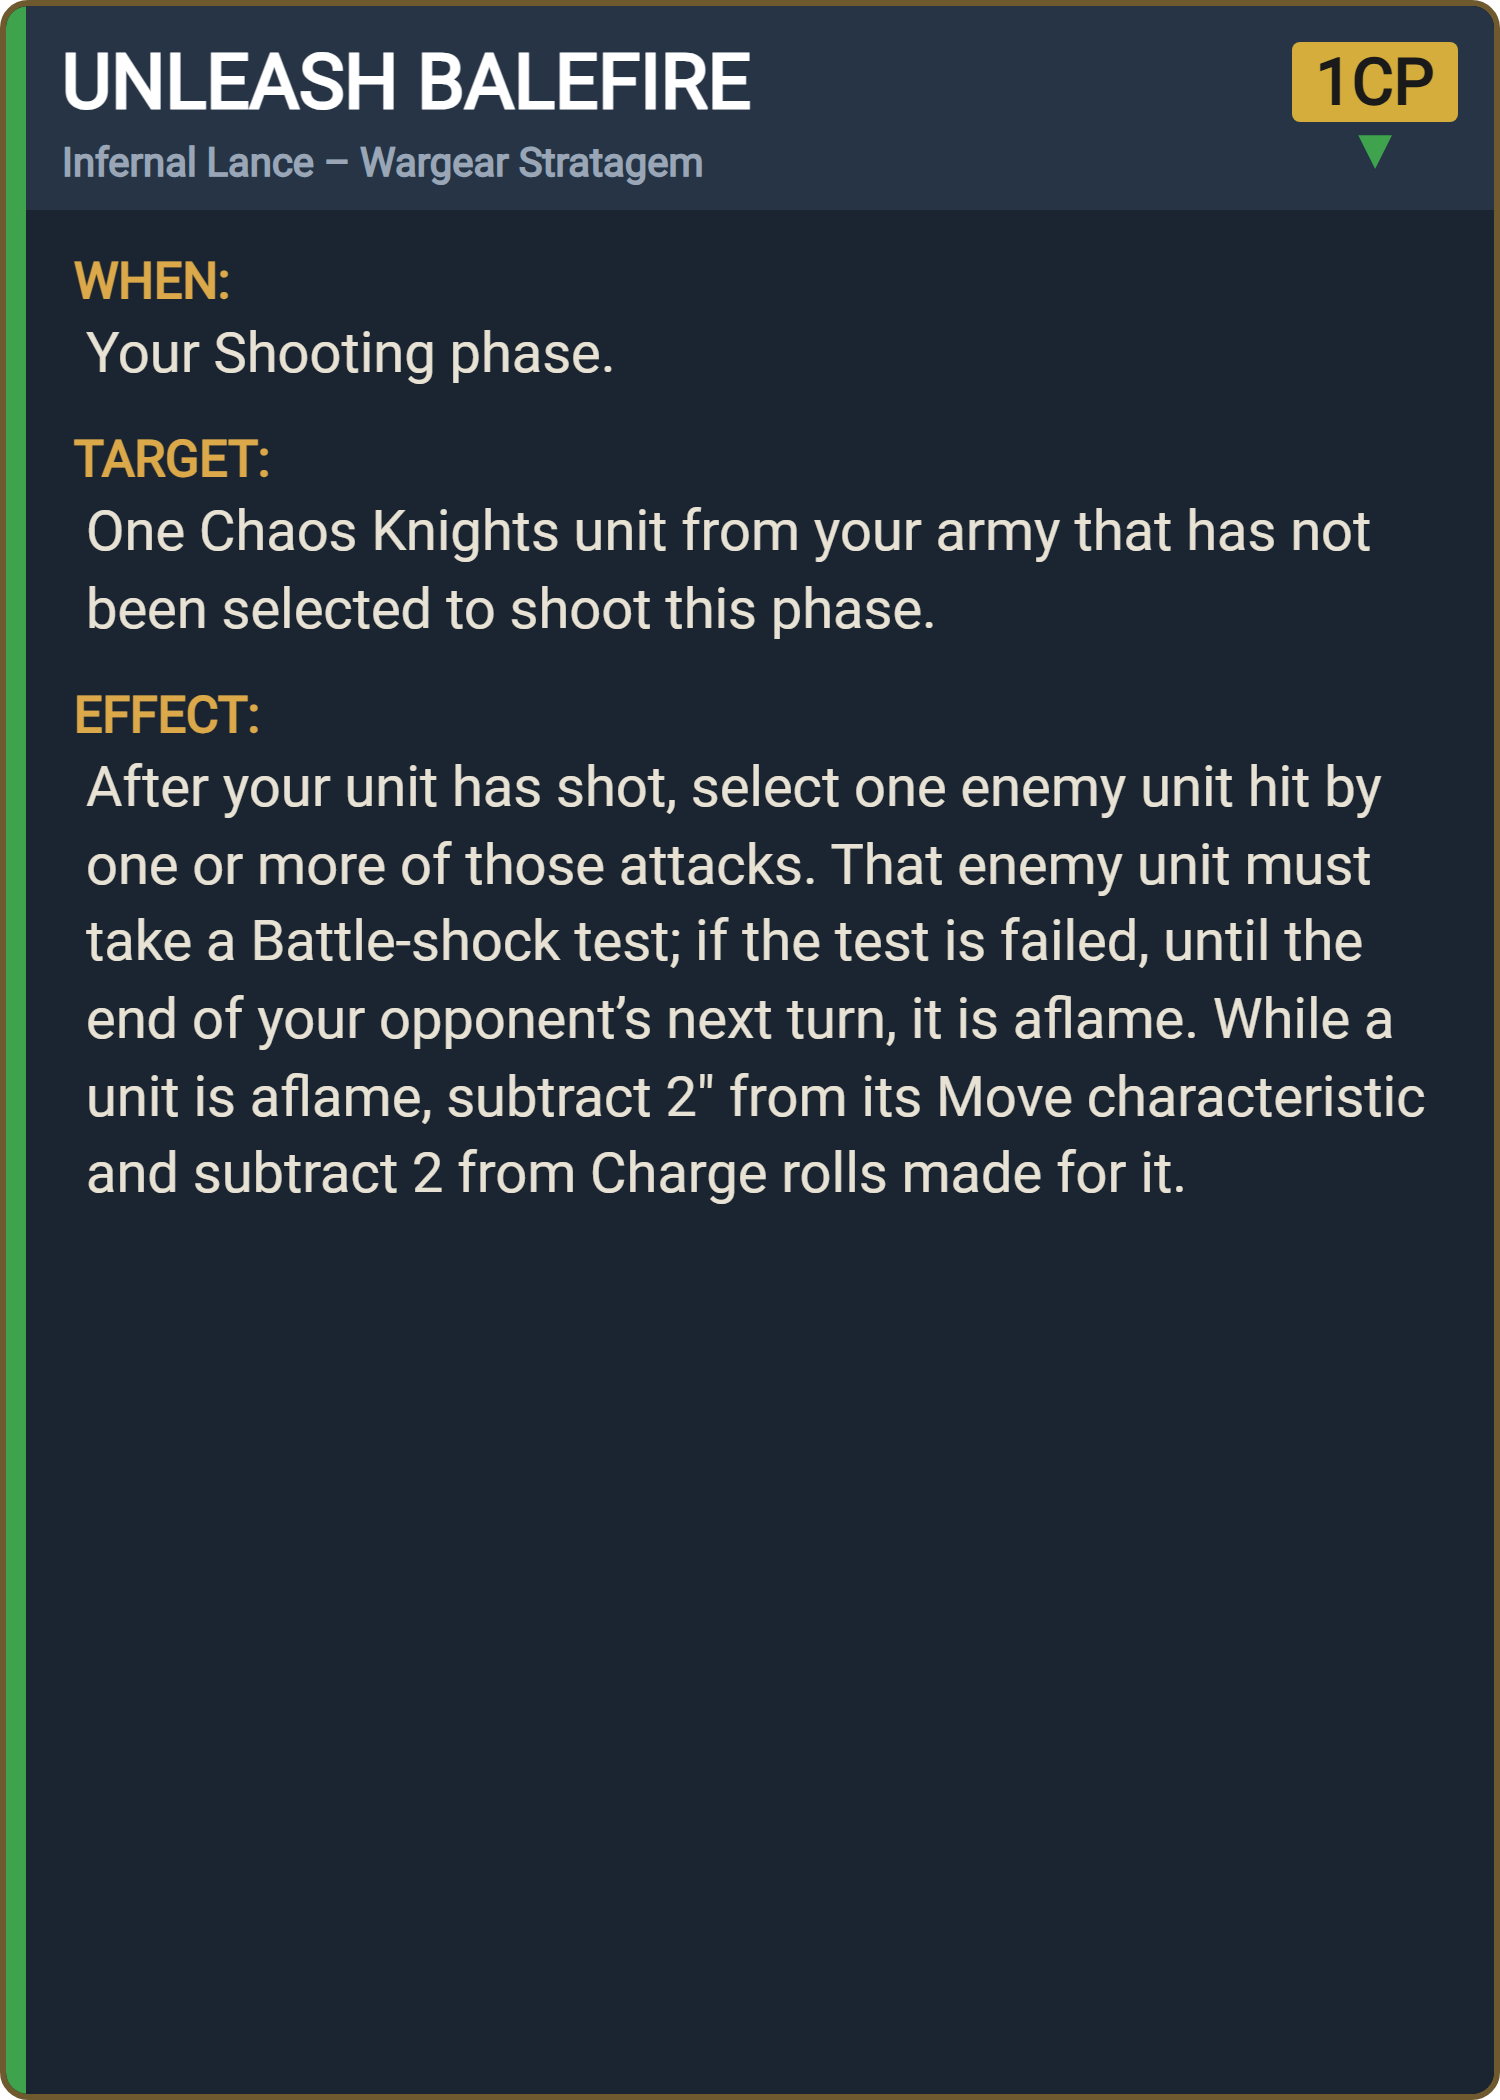 UNLEASH BALEFIRE
1CP
Infernal Lance – Wargear Stratagem
WHEN:
Your Shooting phase.
TARGET:
One Chaos Knights unit from your army that has not
been selected to shoot this phase.
EFFECT:
After your unit has shot, select one enemy unit hit by
one or more of those attacks. That enemy unit must
take a Battle-shock test; if the test is failed, until the
end of your opponent’s next turn, it is aflame. While a
unit is aflame, subtract 2" from its Move characteristic
and subtract 2 from Charge rolls made for it.